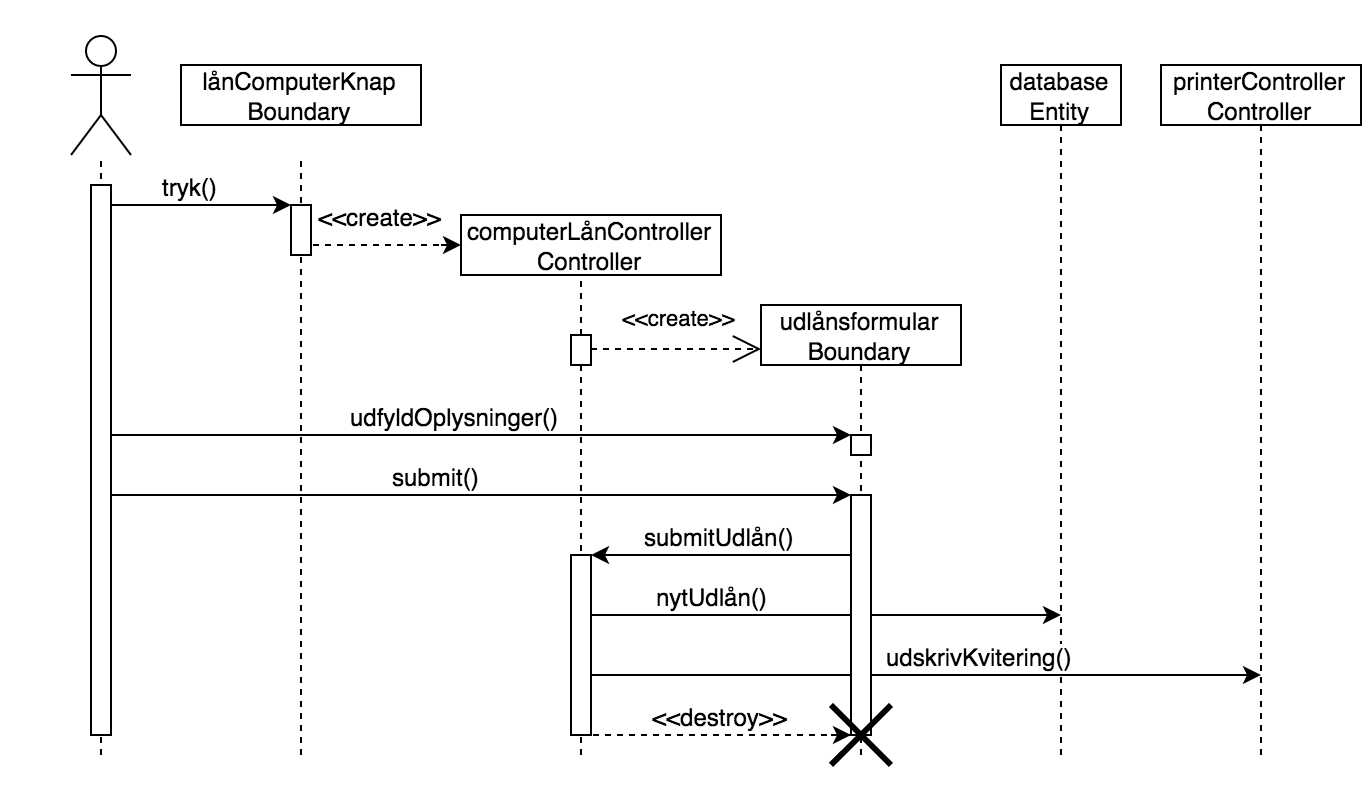 lånComputerKnap
Boundary
database
Entity
printerController
Controller
tryk()
<<create>>
computerLånController
Controller
<<create>>
udlånsformular
Boundary
udfyldOplysninger()
submit()
submitUdlån()
nytUdlån()
udskrivKvitering()
<<destroy>>